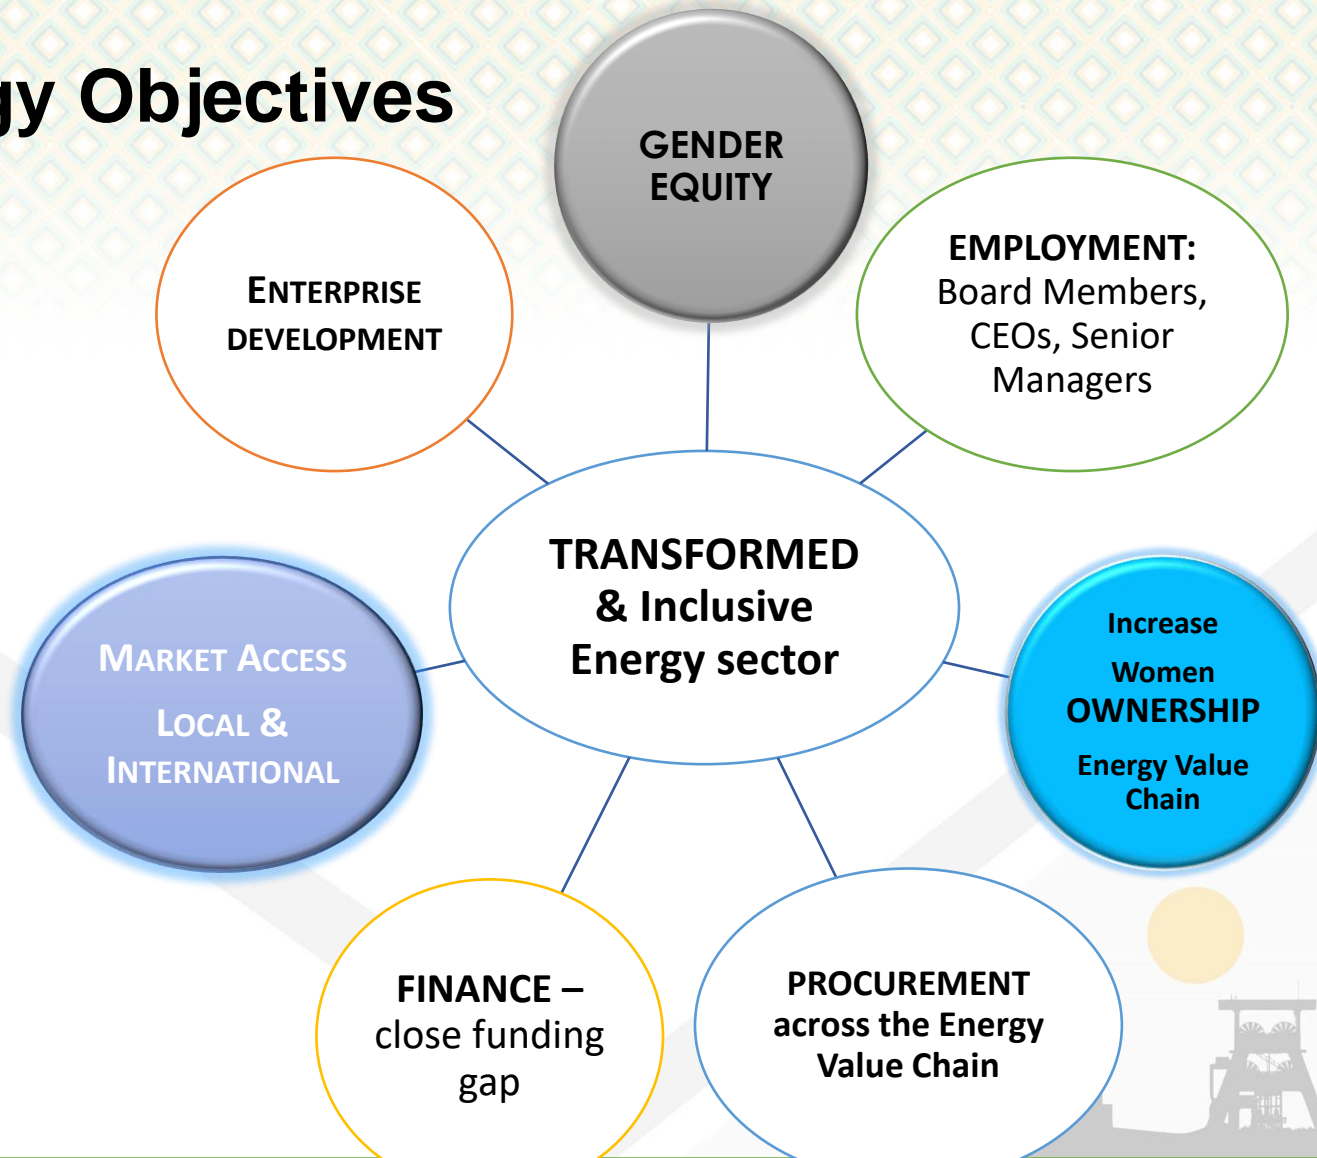 gy Objectives
GENDER
EQUITY
EMPLOYMENT:
Board Members,
CEOs, Senior
Managers
ENTERPRISE
DEVELOPMENT
TRANSFORMED
& Inclusive
Energy sector
Increase
Women
OWNERSHIP
Energy Value
Chain
MARKET ACCESS
LOCAL &
INTERNATIONAL
FINANCE –
close funding
gap
PROCUREMENT
across the Energy
Value Chain